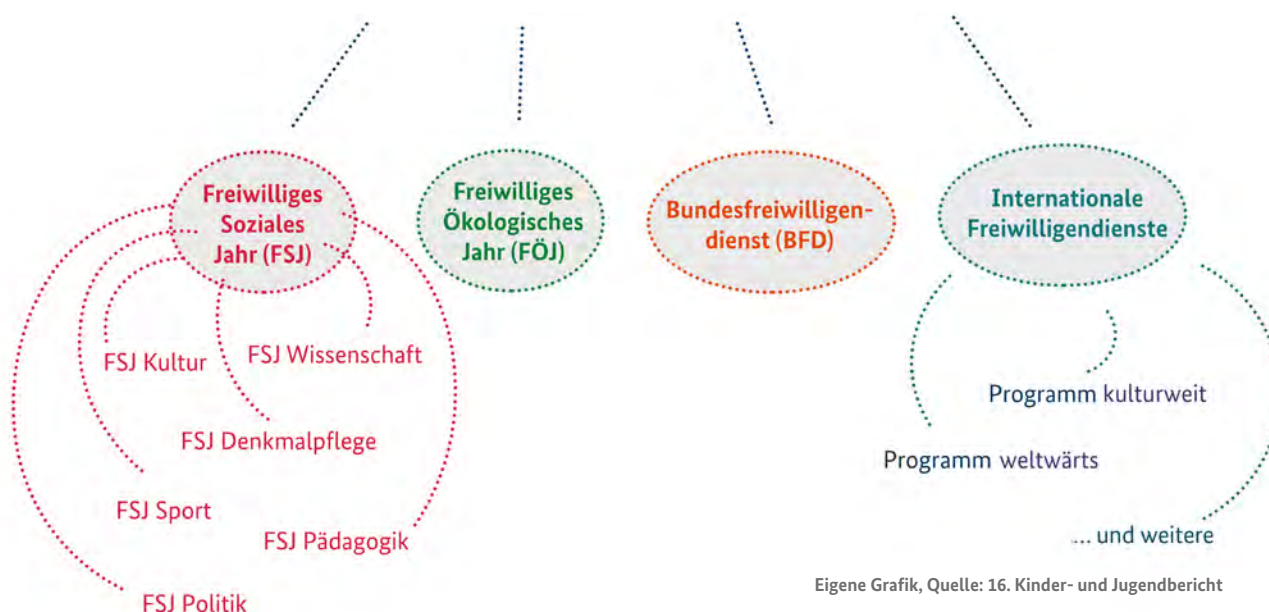 Freiwilliges
Soziales
Jahr (FSJ)
Freiwilliges
Ökologisches
Jahr (FÖJ)
Bundesfreiwilligen-
dienst (BFD)
Internationale
Freiwilligendienste
FSJ Kultur
FSJ Wissenschaft
FSJ Denkmalpflege
FSJ Sport
FSJ Pädagogik
FSJ Politik
Programm kulturweit
Programm weltwärts
... und weitere
Eigene Grafik, Quelle: 16. Kinder- und Jugendbericht